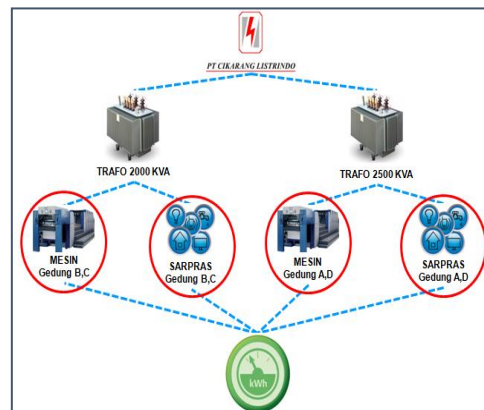 PT CIKARANG LISTRINDO
TRAFO 2000 KVA
TRAFO 2500 KVA
MESIN
Gedung B,C
SARPRAS
Gedung B,C
MESIN
Gedung A,D
SARPRAS
Gedung A,D
kWh